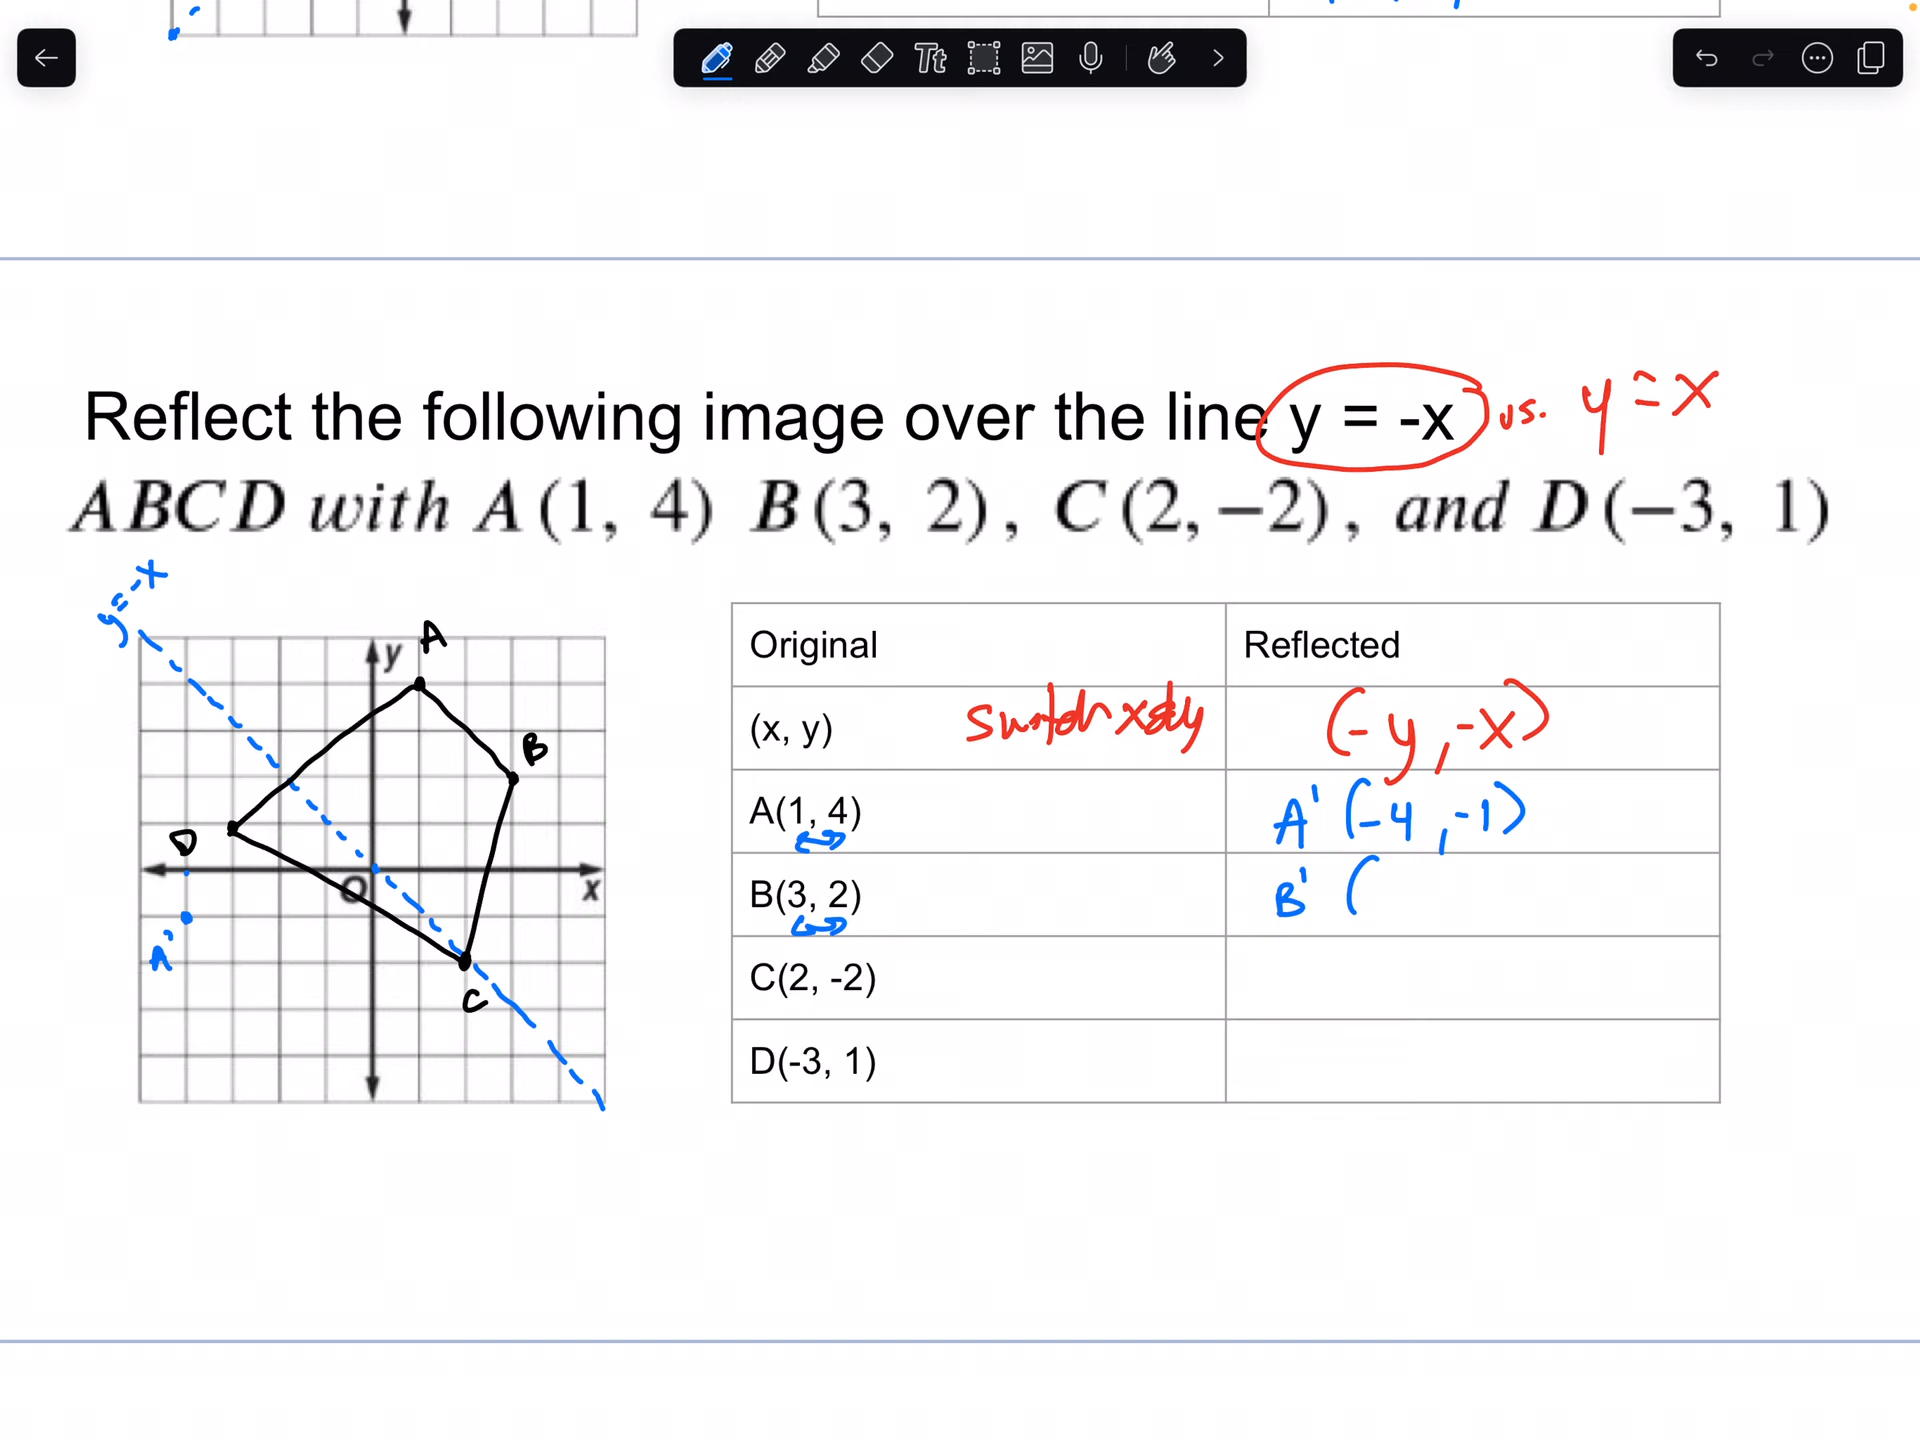 Tt
Reflect the following image over the line y = -x vs. y = x
ABCD with A(1, 4) B(3, 2), C(2, −2), and D(−3, 1)
y=-x
A
y
B
D
O
x
A'
C
Original Reflected
(x, y) switch x&y (-y, -x)
A(1, 4) A' (-4, -1)
B(3, 2) B' (
C(2, -2)
D(-3, 1)